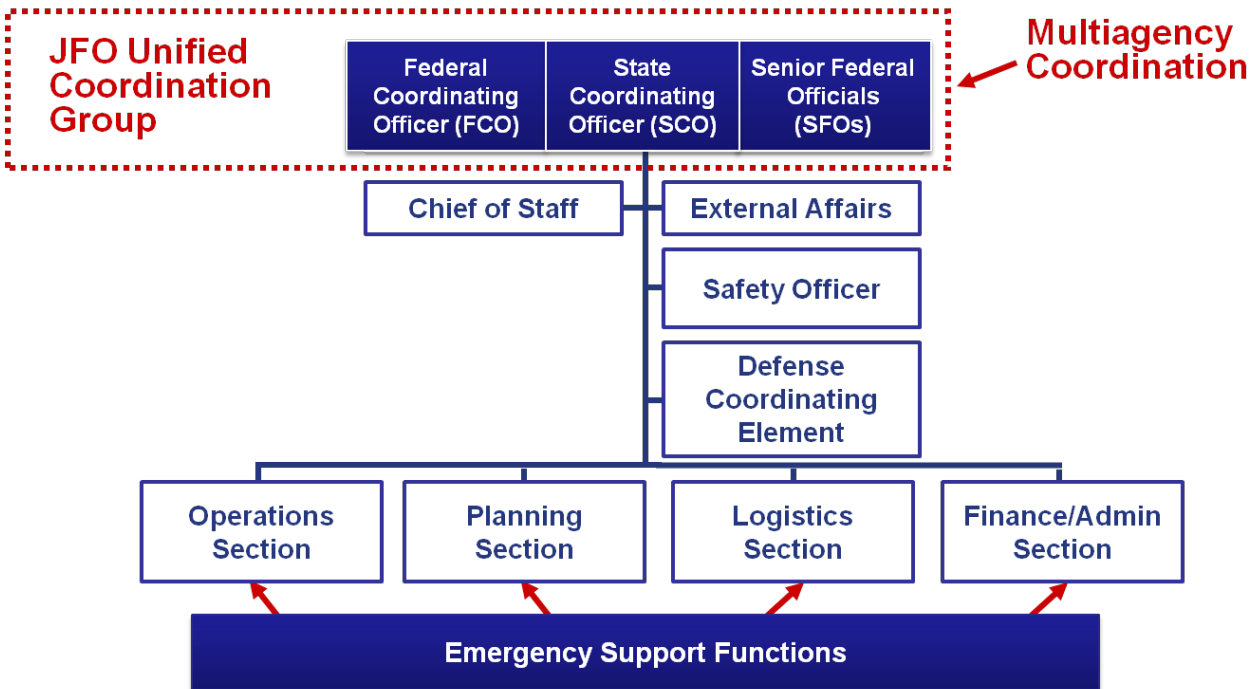 JFO Unified
Coordination
Group
Federal
Coordinating
Officer (FCO)
State
Coordinating
Officer (SCO)
Senior Federal
Officials
(SFOs)
Multiagency
Coordination
Chief of Staff
External Affairs
Safety Officer
Defense
Coordinating
Element
Operations
Section
Planning
Section
Logistics
Section
Finance/Admin
Section
Emergency Support Functions